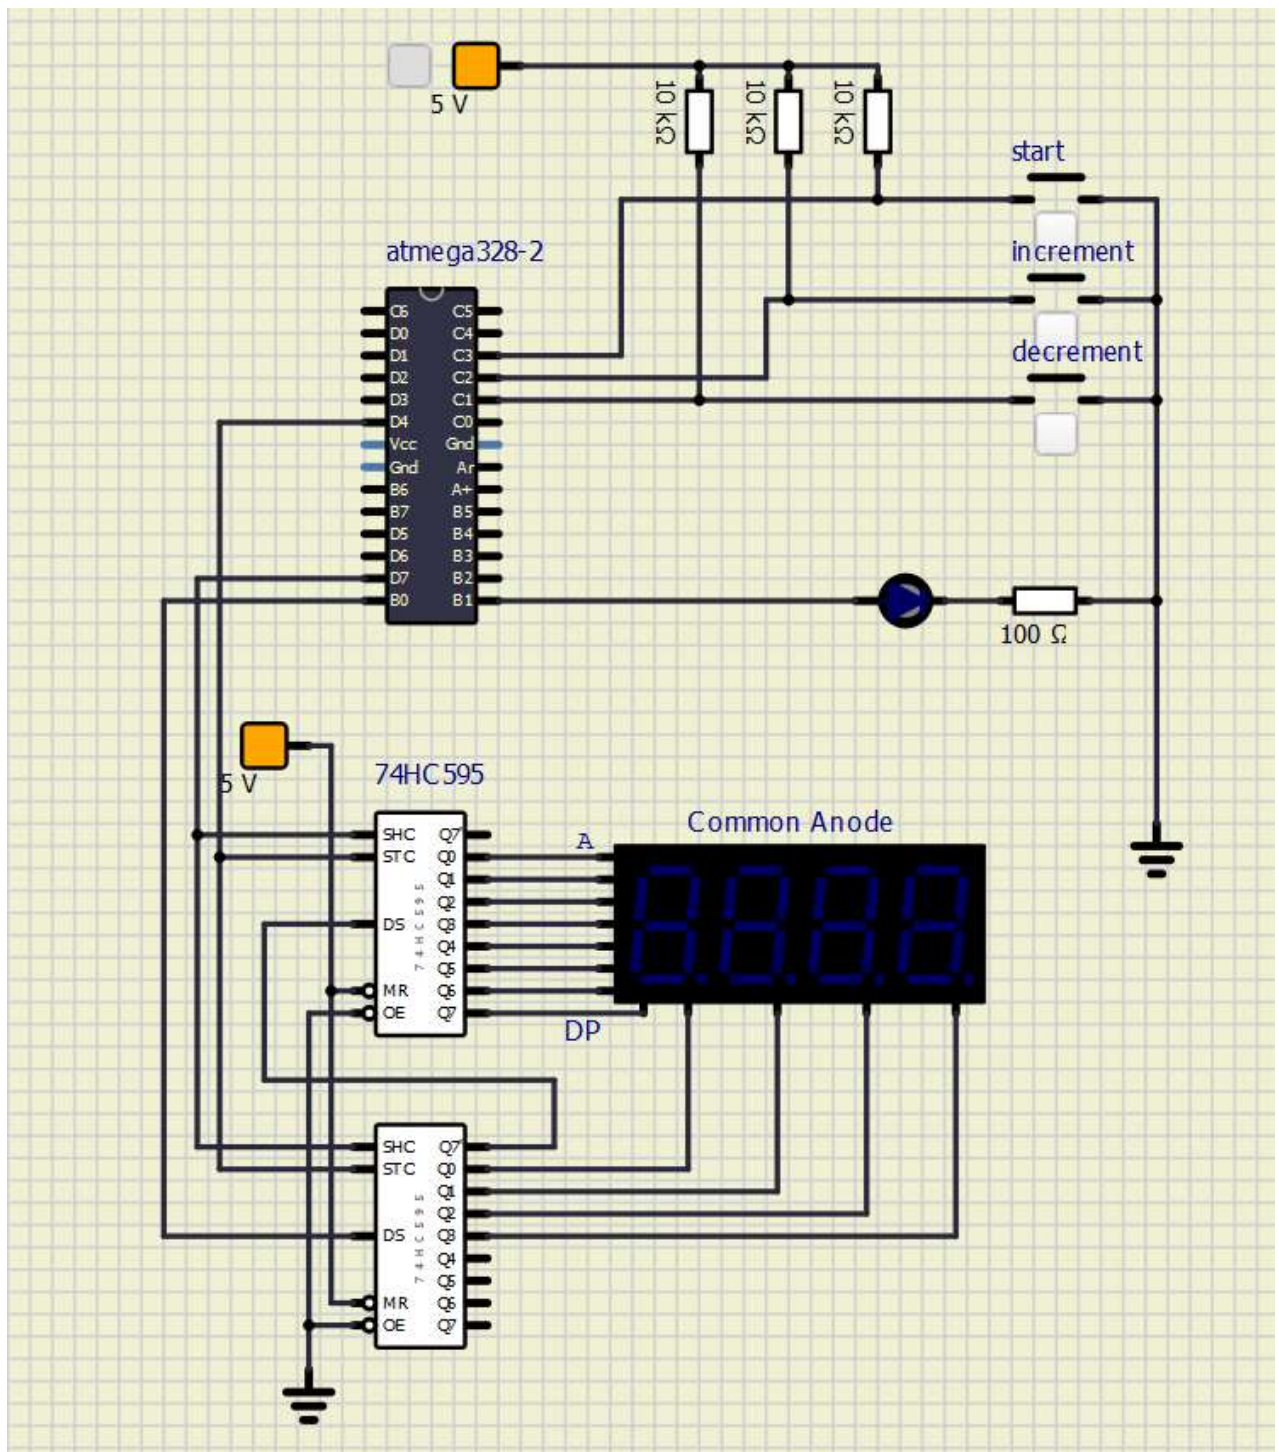 5 V
10 kΩ
10 kΩ
10 kΩ
start
increment
decrement
atmega328-2
C6 C5
D0 C4
D1 C3
D2 C2
D3 C1
D4 C0
Vcc Gnd
Gnd Ar
B6 A+
B7 B5
D5 B4
D6 B3
D7 B2
B0 B1
100 Ω
5 V
74HC595
SHC Q7'
STC Q0
Q1
Q2
DS Q3
Q4
Q5
MR Q6
OE Q7
74HC595
A
Common Anode
DP
SHC Q7'
STC Q0
Q1
Q2
DS Q3
Q4
Q5
MR Q6
OE Q7
74HC595